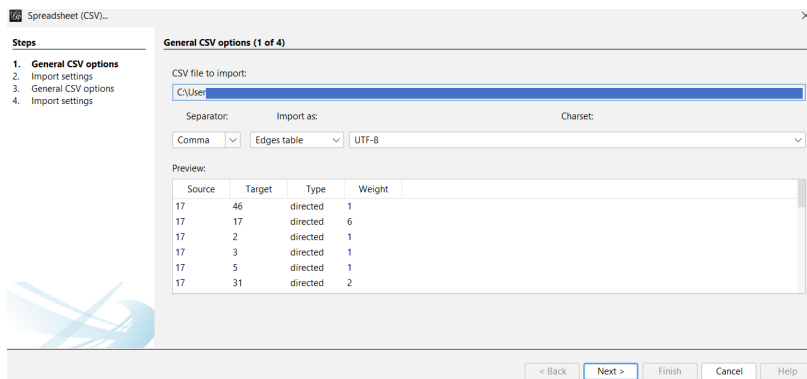 Spreadsheet (CSV)...
Steps
1. General CSV options
2. Import settings
3. General CSV options
4. Import settings
General CSV options (1 of 4)
CSV file to import:
C:\User
Separator: Import as: Charset:
Comma Edges table UTF-8
Preview:
Source Target Type Weight
17 46 directed 1
17 17 directed 6
17 2 directed 1
17 3 directed 1
17 5 directed 1
17 31 directed 2
< Back Next > Finish Cancel Help